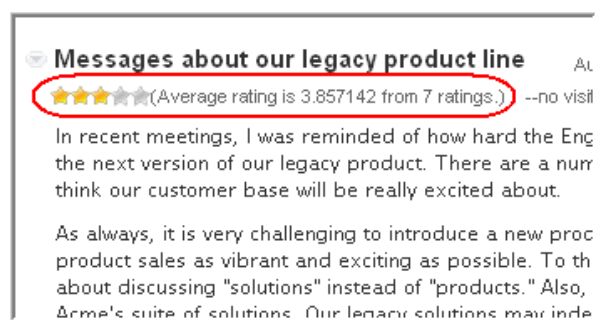 Messages about our legacy product line Au
(Average rating is 3.857142 from 7 ratings.) --no visit
In recent meetings, I was reminded of how hard the Eng
the next version of our legacy product. There are a num
think our customer base will be really excited about.
As always, it is very challenging to introduce a new prod
product sales as vibrant and exciting as possible. To th
about discussing "solutions" instead of "products." Also,
Acme's suite of solutions. Our legacy solutions may inde